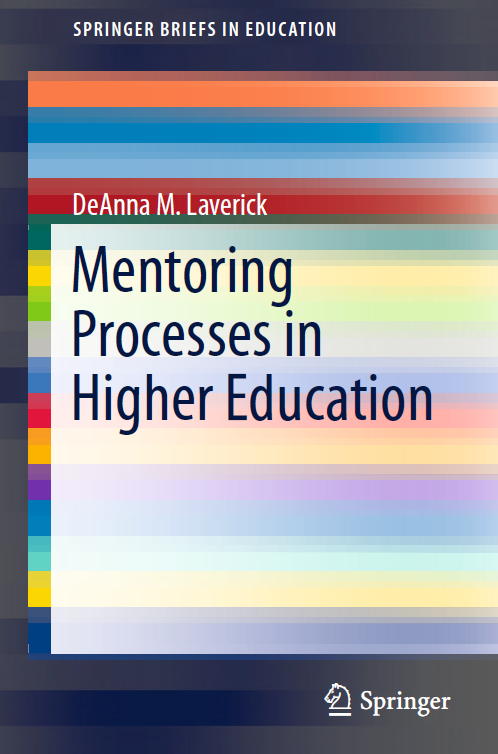 SPRINGER BRIEFS IN EDUCATION
DeAnna M. Laverick
Mentoring
Processes in
Higher Education
Springer